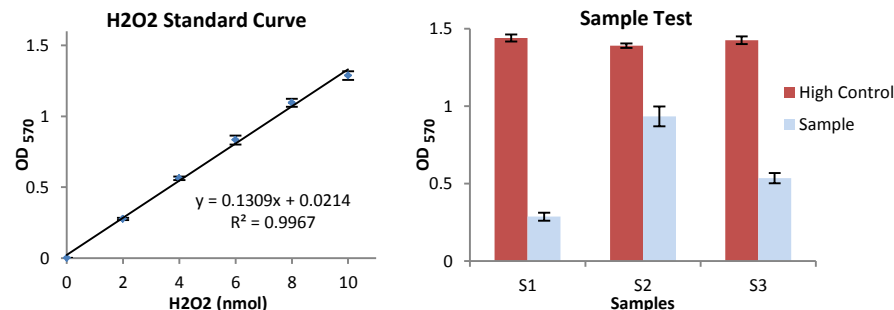 H2O2 Standard Curve
1.5
1
0.5
0
OD 570
y = 0.1309x + 0.0214
R² = 0.9967
0 2 4 6 8 10
H2O2 (nmol)
Sample Test
1.5
1
0.5
0
OD 570
High Control
Sample
S1 S2 S3
Samples